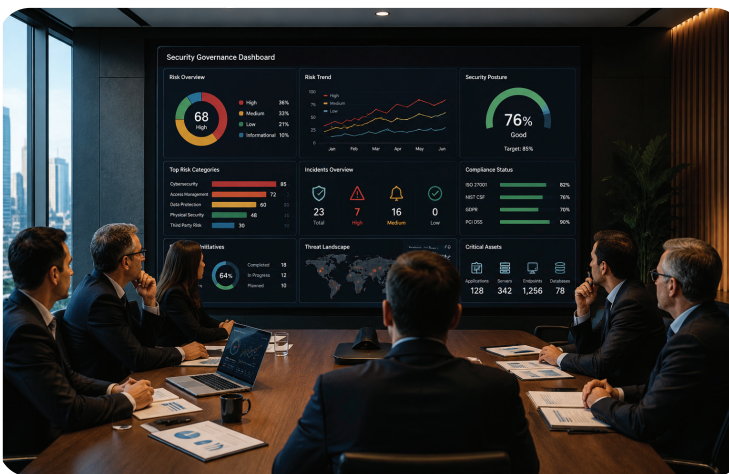 Security Governance Dashboard
Risk Overview
68
High
High 36%
Medium 33%
Low 21%
Informational 10%
Risk Trend
100
75
50
25
0
High
Medium
Low
Jan Feb Mar Apr May Jun
Security Posture
76%
Good
Target: 85%
Top Risk Categories
Cybersecurity 85
Access Management 72
Data Protection 60
Physical Security 48
Third Party Risk 30
Incidents Overview
23 7 16 0
Total High Medium Low
Compliance Status
ISO 27001 82%
NIST CSF 76%
GDPR 70%
PCI DSS 90%
Initiatives
64%
Completed 18
In Progress 12
Planned 10
Threat Landscape
Critical Assets
Applications Servers Endpoints Databases
128 342 1,256 78